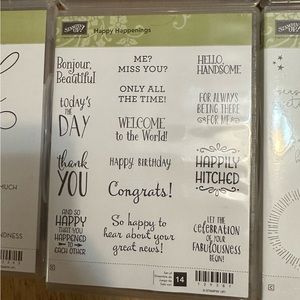 STAMPIN' UP!
Happy Happenings
Bonjour,
Beautiful
ME?
MISS YOU?
HELLO,
HANDSOME
ONLY ALL
THE TIME!
today's
THE
DAY
FOR ALWAYS
BEING THERE
FOR ME
WELCOME
to the World!
thank
YOU
HAPPY BIRTHDAY
HAPPILY
HITCHED
Congrats!
AND SO
HAPPY
THAT YOU
HAPPENED
TO
EACH OTHER
So happy to
hear about your
great news!
LET THE
CELEBRATION
OF YOUR
FABULOUSNESS
BEGIN!
14
MUCH